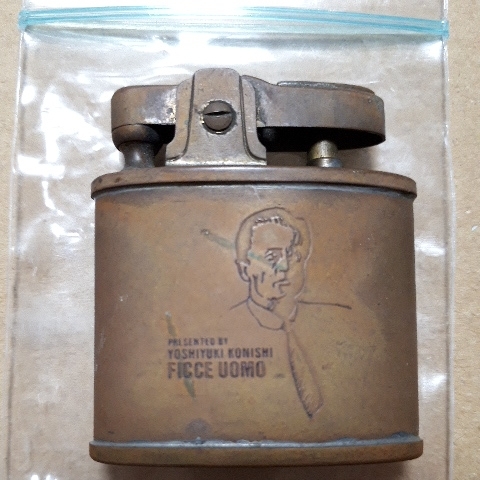 PRESENTED BY
YOSHIYUKI KONISHI
FICCE UOMO